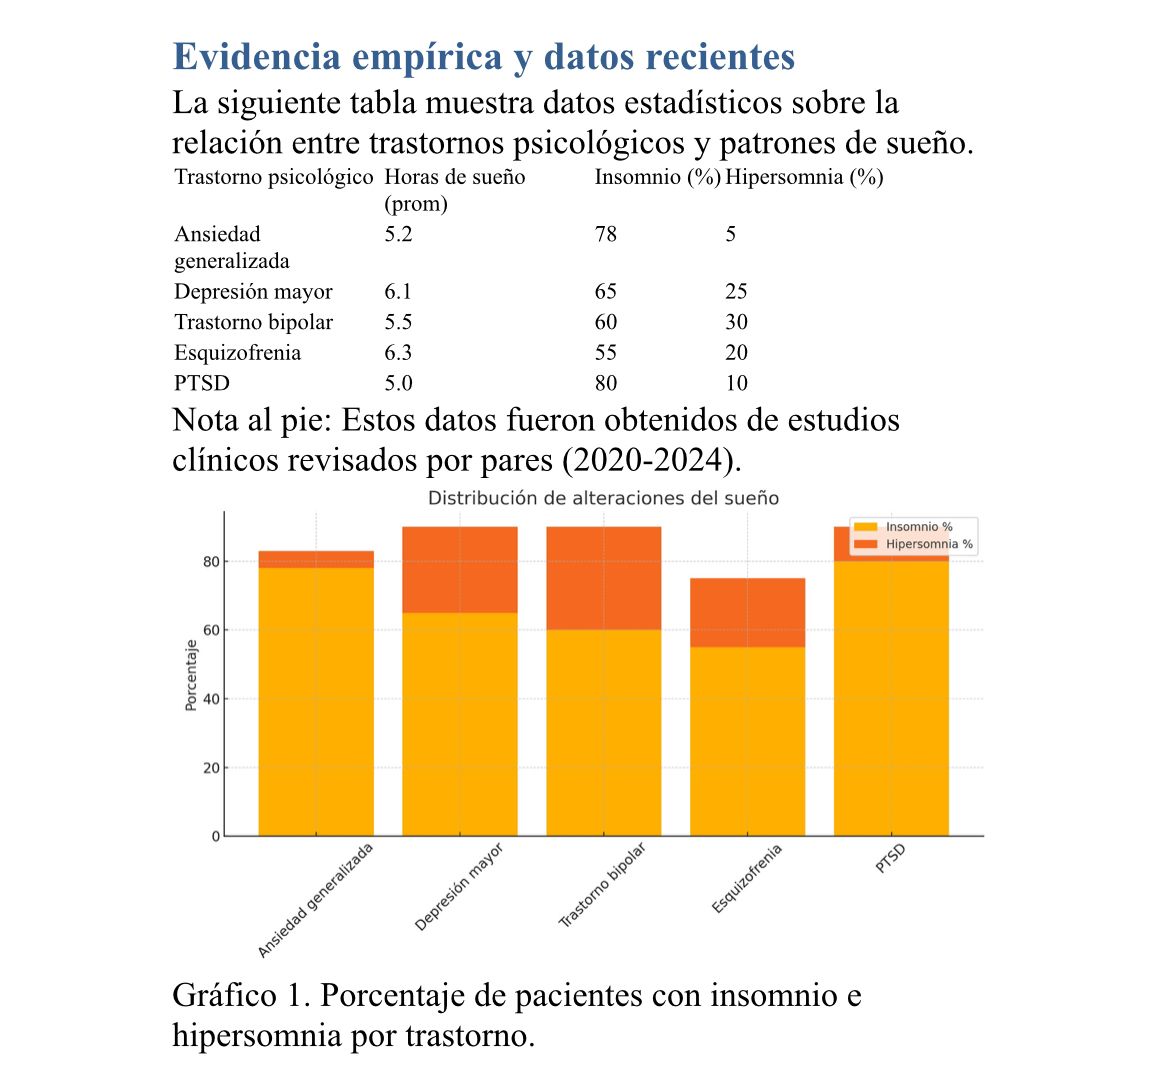 Evidencia empírica y datos recientes
La siguiente tabla muestra datos estadísticos sobre la
relación entre trastornos psicológicos y patrones de sueño.
Trastorno psicológico Horas de sueño Insomnio (%) Hipersomnia (%)
(prom)
Ansiedad 5.2 78 5
generalizada
Depresión mayor 6.1 65 25
Trastorno bipolar 5.5 60 30
Esquizofrenia 6.3 55 20
PTSD 5.0 80 10
Nota al pie: Estos datos fueron obtenidos de estudios
clínicos revisados por pares (2020-2024).
Distribución de alteraciones del sueño
Insomnio %
Hipersomnia %
Porcentaje
80
60
40
20
0
Ansiedad generalizada
Depresión mayor
Trastorno bipolar
Esquizofrenia
PTSD
Gráfico 1. Porcentaje de pacientes con insomnio e
hipersomnia por trastorno.